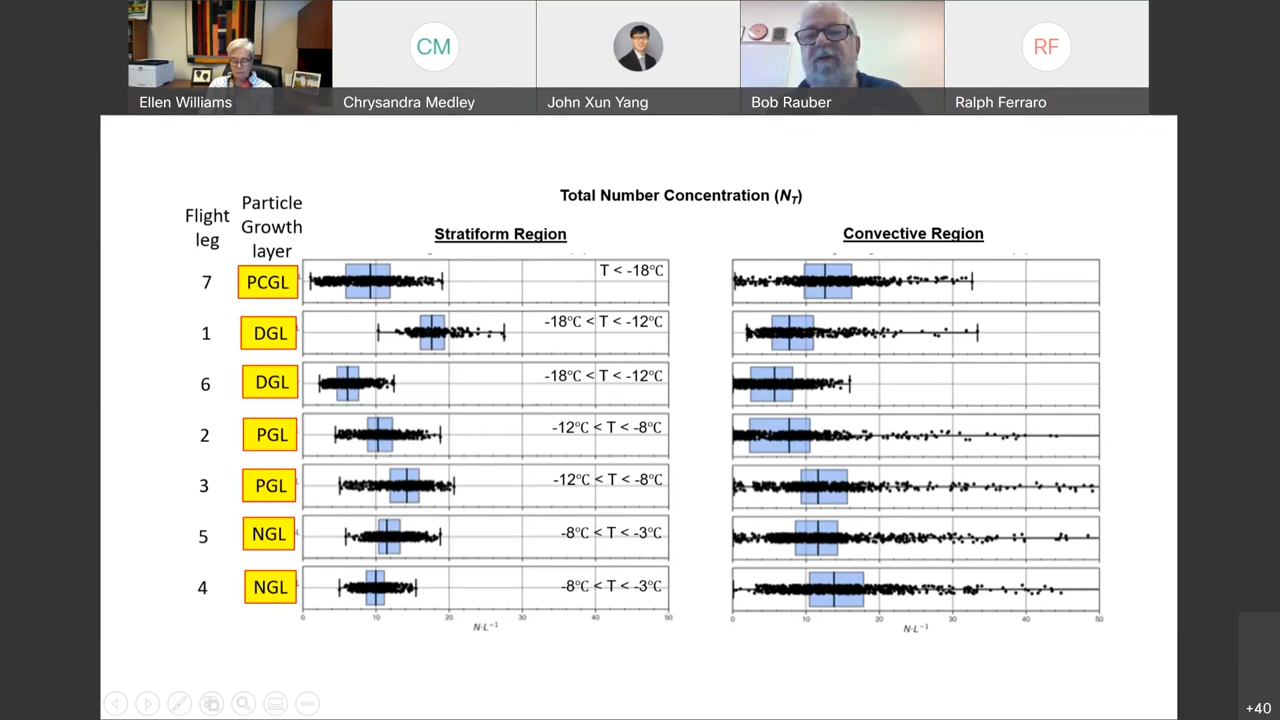 CM
RF
Ellen Williams
Chrysandra Medley
John Xun Yang
Bob Rauber
Ralph Ferraro
Total Number Concentration (N_T)
Flight leg
Particle Growth layer
Stratiform Region
Convective Region
7 PCGL T < -18°C
1 DGL -18°C < T < -12°C
6 DGL -18°C < T < -12°C
2 PGL -12°C < T < -8°C
3 PGL -12°C < T < -8°C
5 NGL -8°C < T < -3°C
4 NGL -8°C < T < -3°C
0 10 20 30 40 50
N·L⁻¹
0 10 20 30 40 50
N·L⁻¹
+40